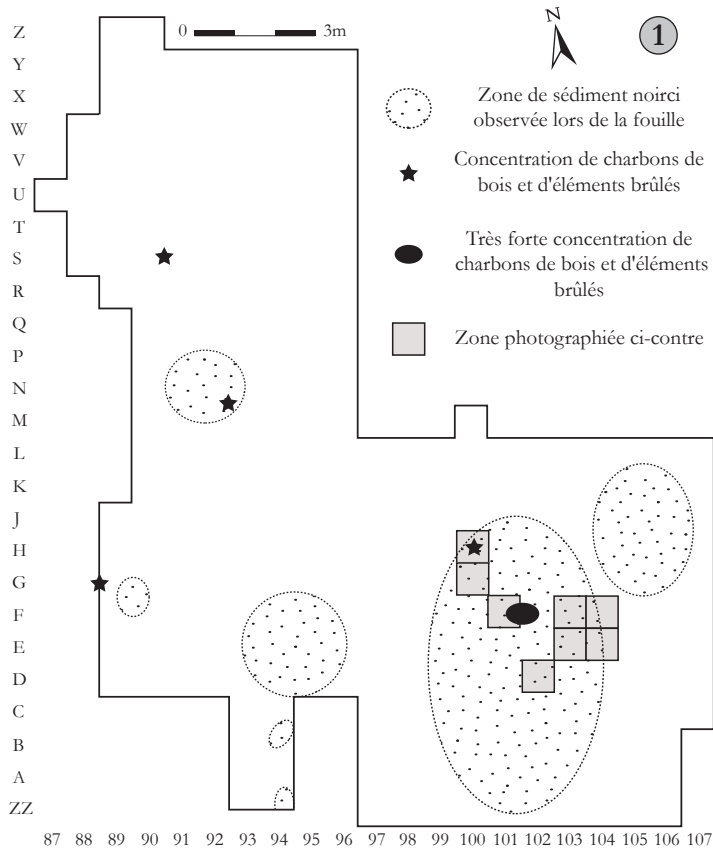 0 3m
N
1
Zone de sédiment noirci
observée lors de la fouille
Concentration de charbons de
bois et d'éléments brûlés
Très forte concentration de
charbons de bois et d'éléments
brûlés
Zone photographiée ci-contre
Z
Y
X
W
V
U
T
S
R
Q
P
N
M
L
K
J
H
G
F
E
D
C
B
A
ZZ
87 88 89 90 91 92 93 94 95 96 97 98 99 100 101 102 103 104 105 106 107